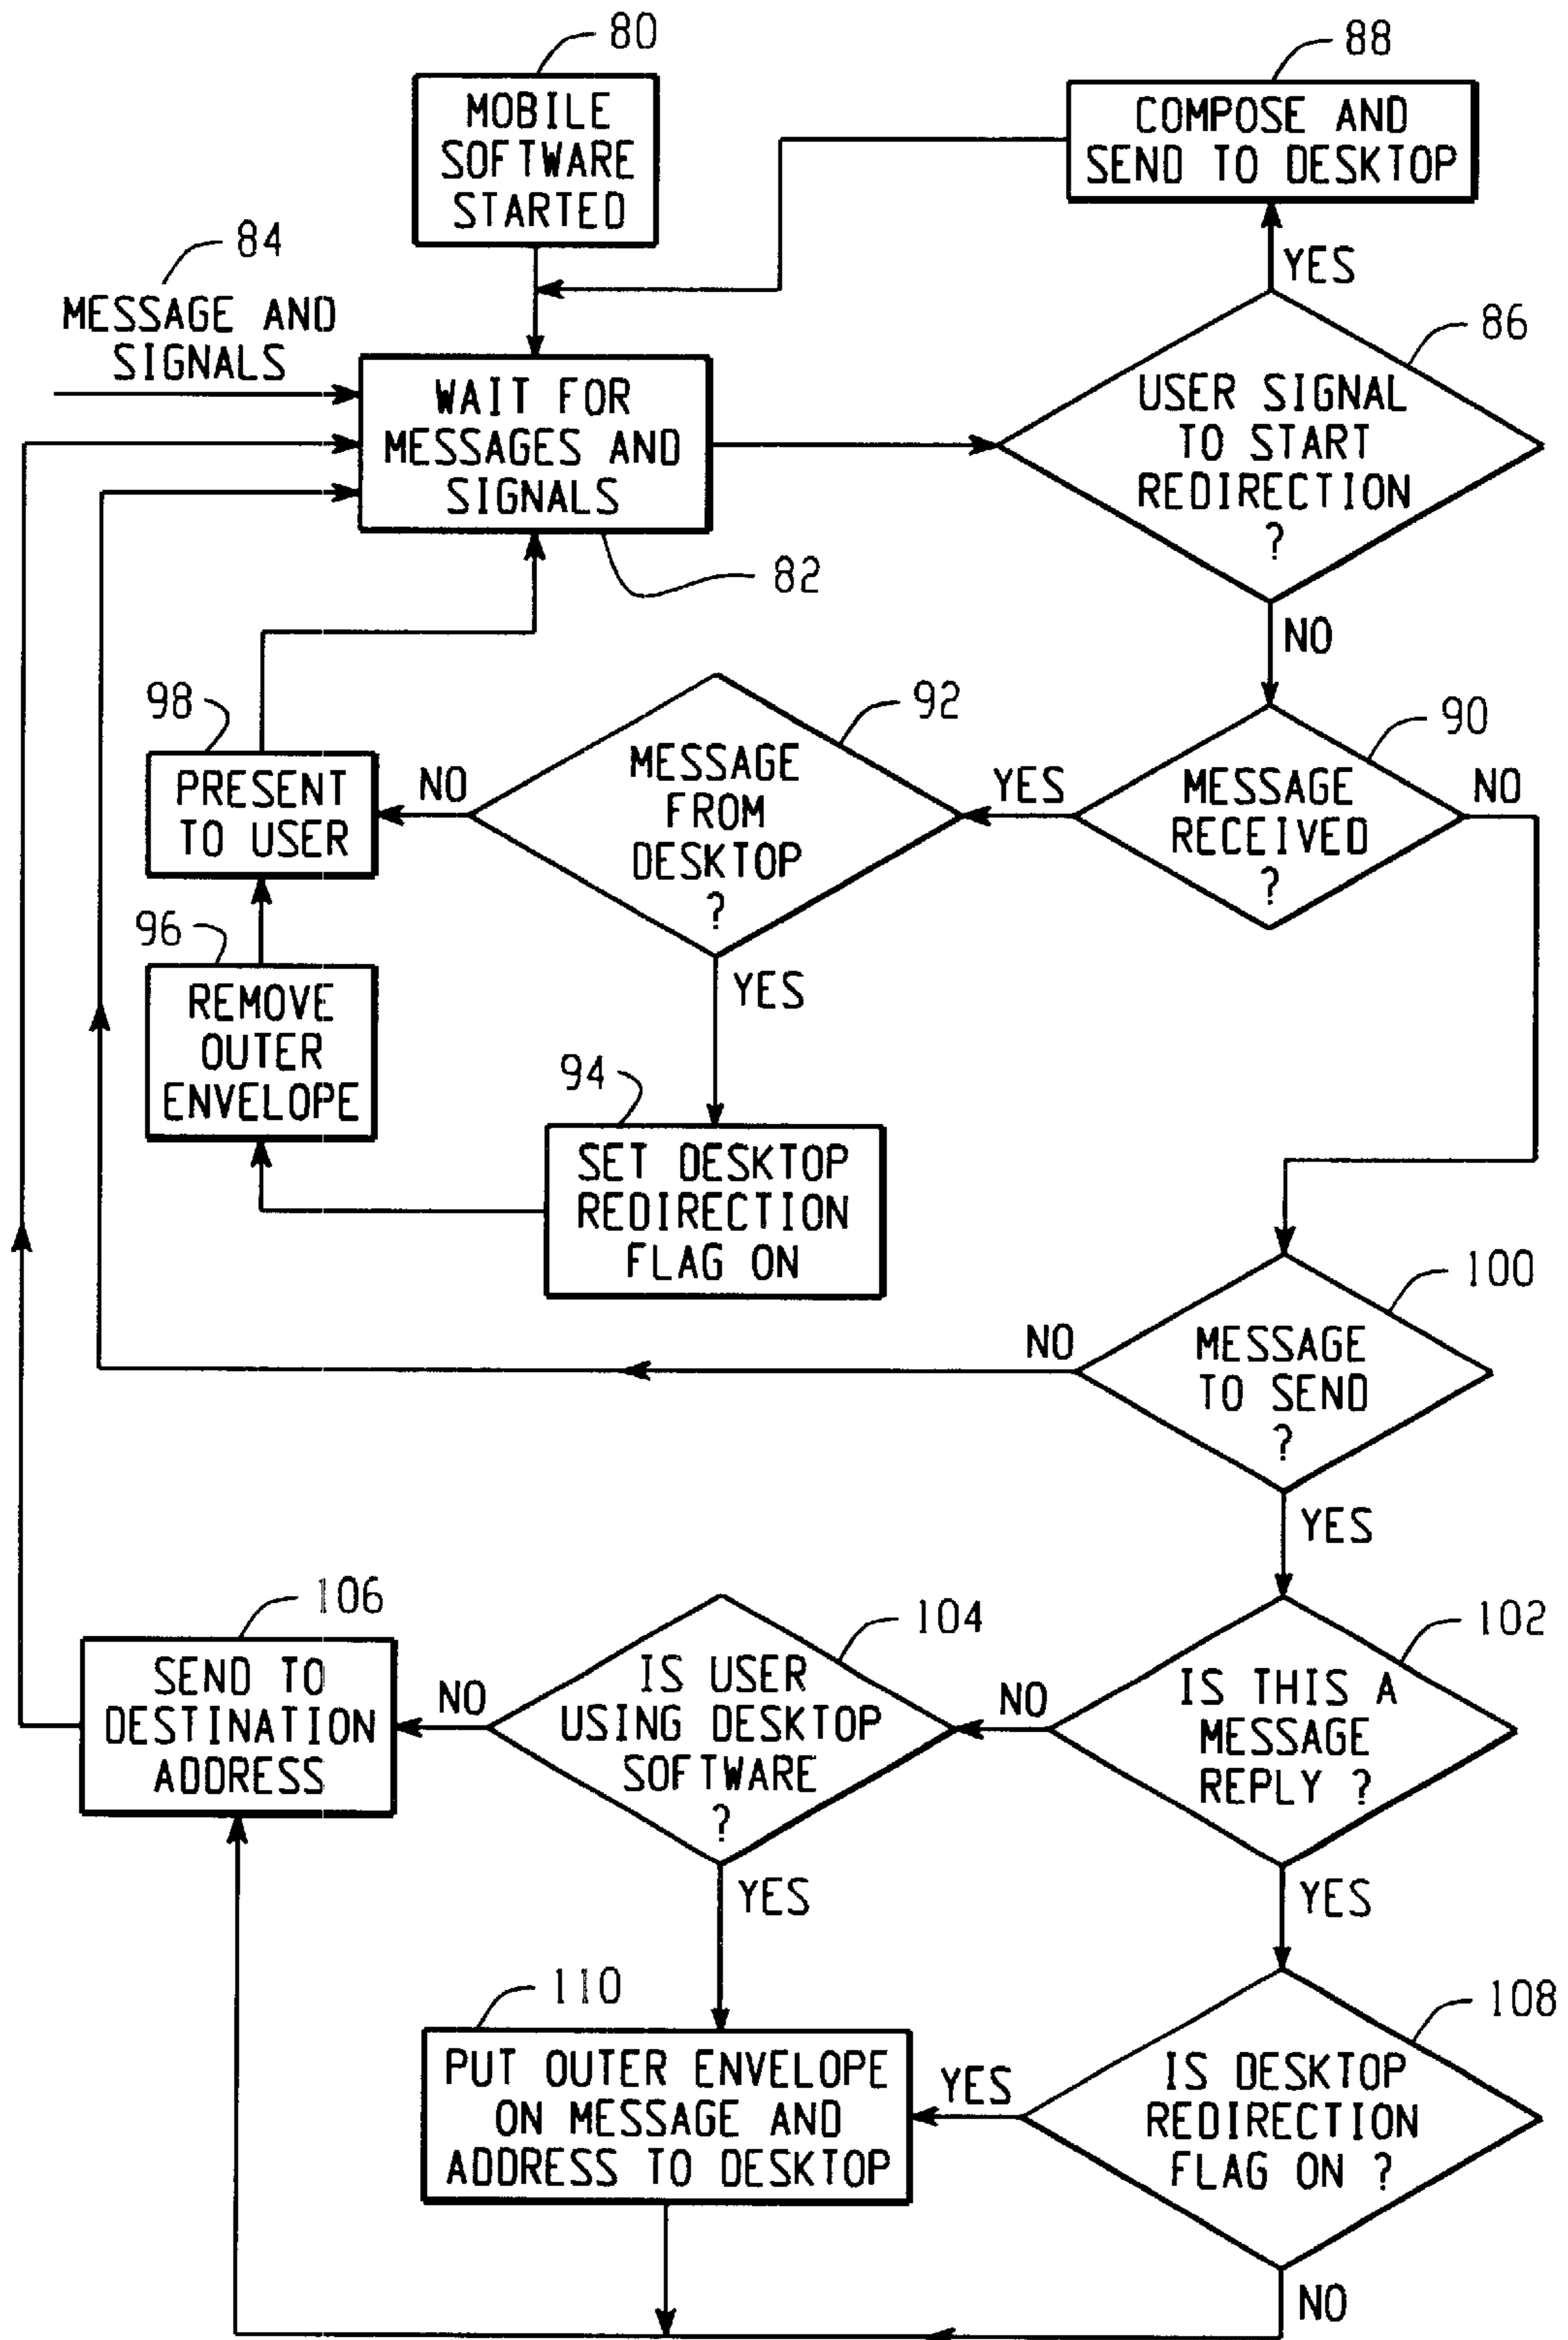 80
MOBILE
SOFTWARE
STARTED
88
COMPOSE AND
SEND TO DESKTOP
84
MESSAGE AND
SIGNALS
YES
86
WAIT FOR
MESSAGES AND
SIGNALS
82
USER SIGNAL
TO START
REDIRECTION
?
NO
98
PRESENT
TO USER
NO
92
MESSAGE
FROM
DESKTOP
?
YES
90
MESSAGE
RECEIVED
?
NO
96
REMOVE
OUTER
ENVELOPE
YES
94
SET DESKTOP
REDIRECTION
FLAG ON
100
NO
MESSAGE
TO SEND
?
YES
106
SEND TO
DESTINATION
ADDRESS
NO
104
IS USER
USING DESKTOP
SOFTWARE
?
NO
102
IS THIS A
MESSAGE
REPLY ?
YES
YES
110
PUT OUTER ENVELOPE
ON MESSAGE AND
ADDRESS TO DESKTOP
YES
108
IS DESKTOP
REDIRECTION
FLAG ON ?
NO